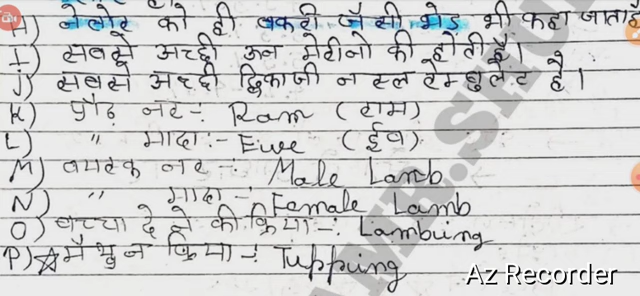 H) नेलोर को ही बकरी जैसी भेड भी कहा जाता है
I) सबसे अच्छी ऊन मेरीनो की होती है।
J) सबसे अच्छी द्विकाजी नस्ल टेम्बुलेट है।
K) प्रौढ नर -: Ram (राम)
L) " मादा :- Ewe (ईव)
M) वयस्क नर -: Male Lamb
N) " मादा -: Female Lamb
O) बच्चा देने की क्रिया -: Lambing
P) ☆ मैथुन क्रिया -: Tupping
Az Recorder